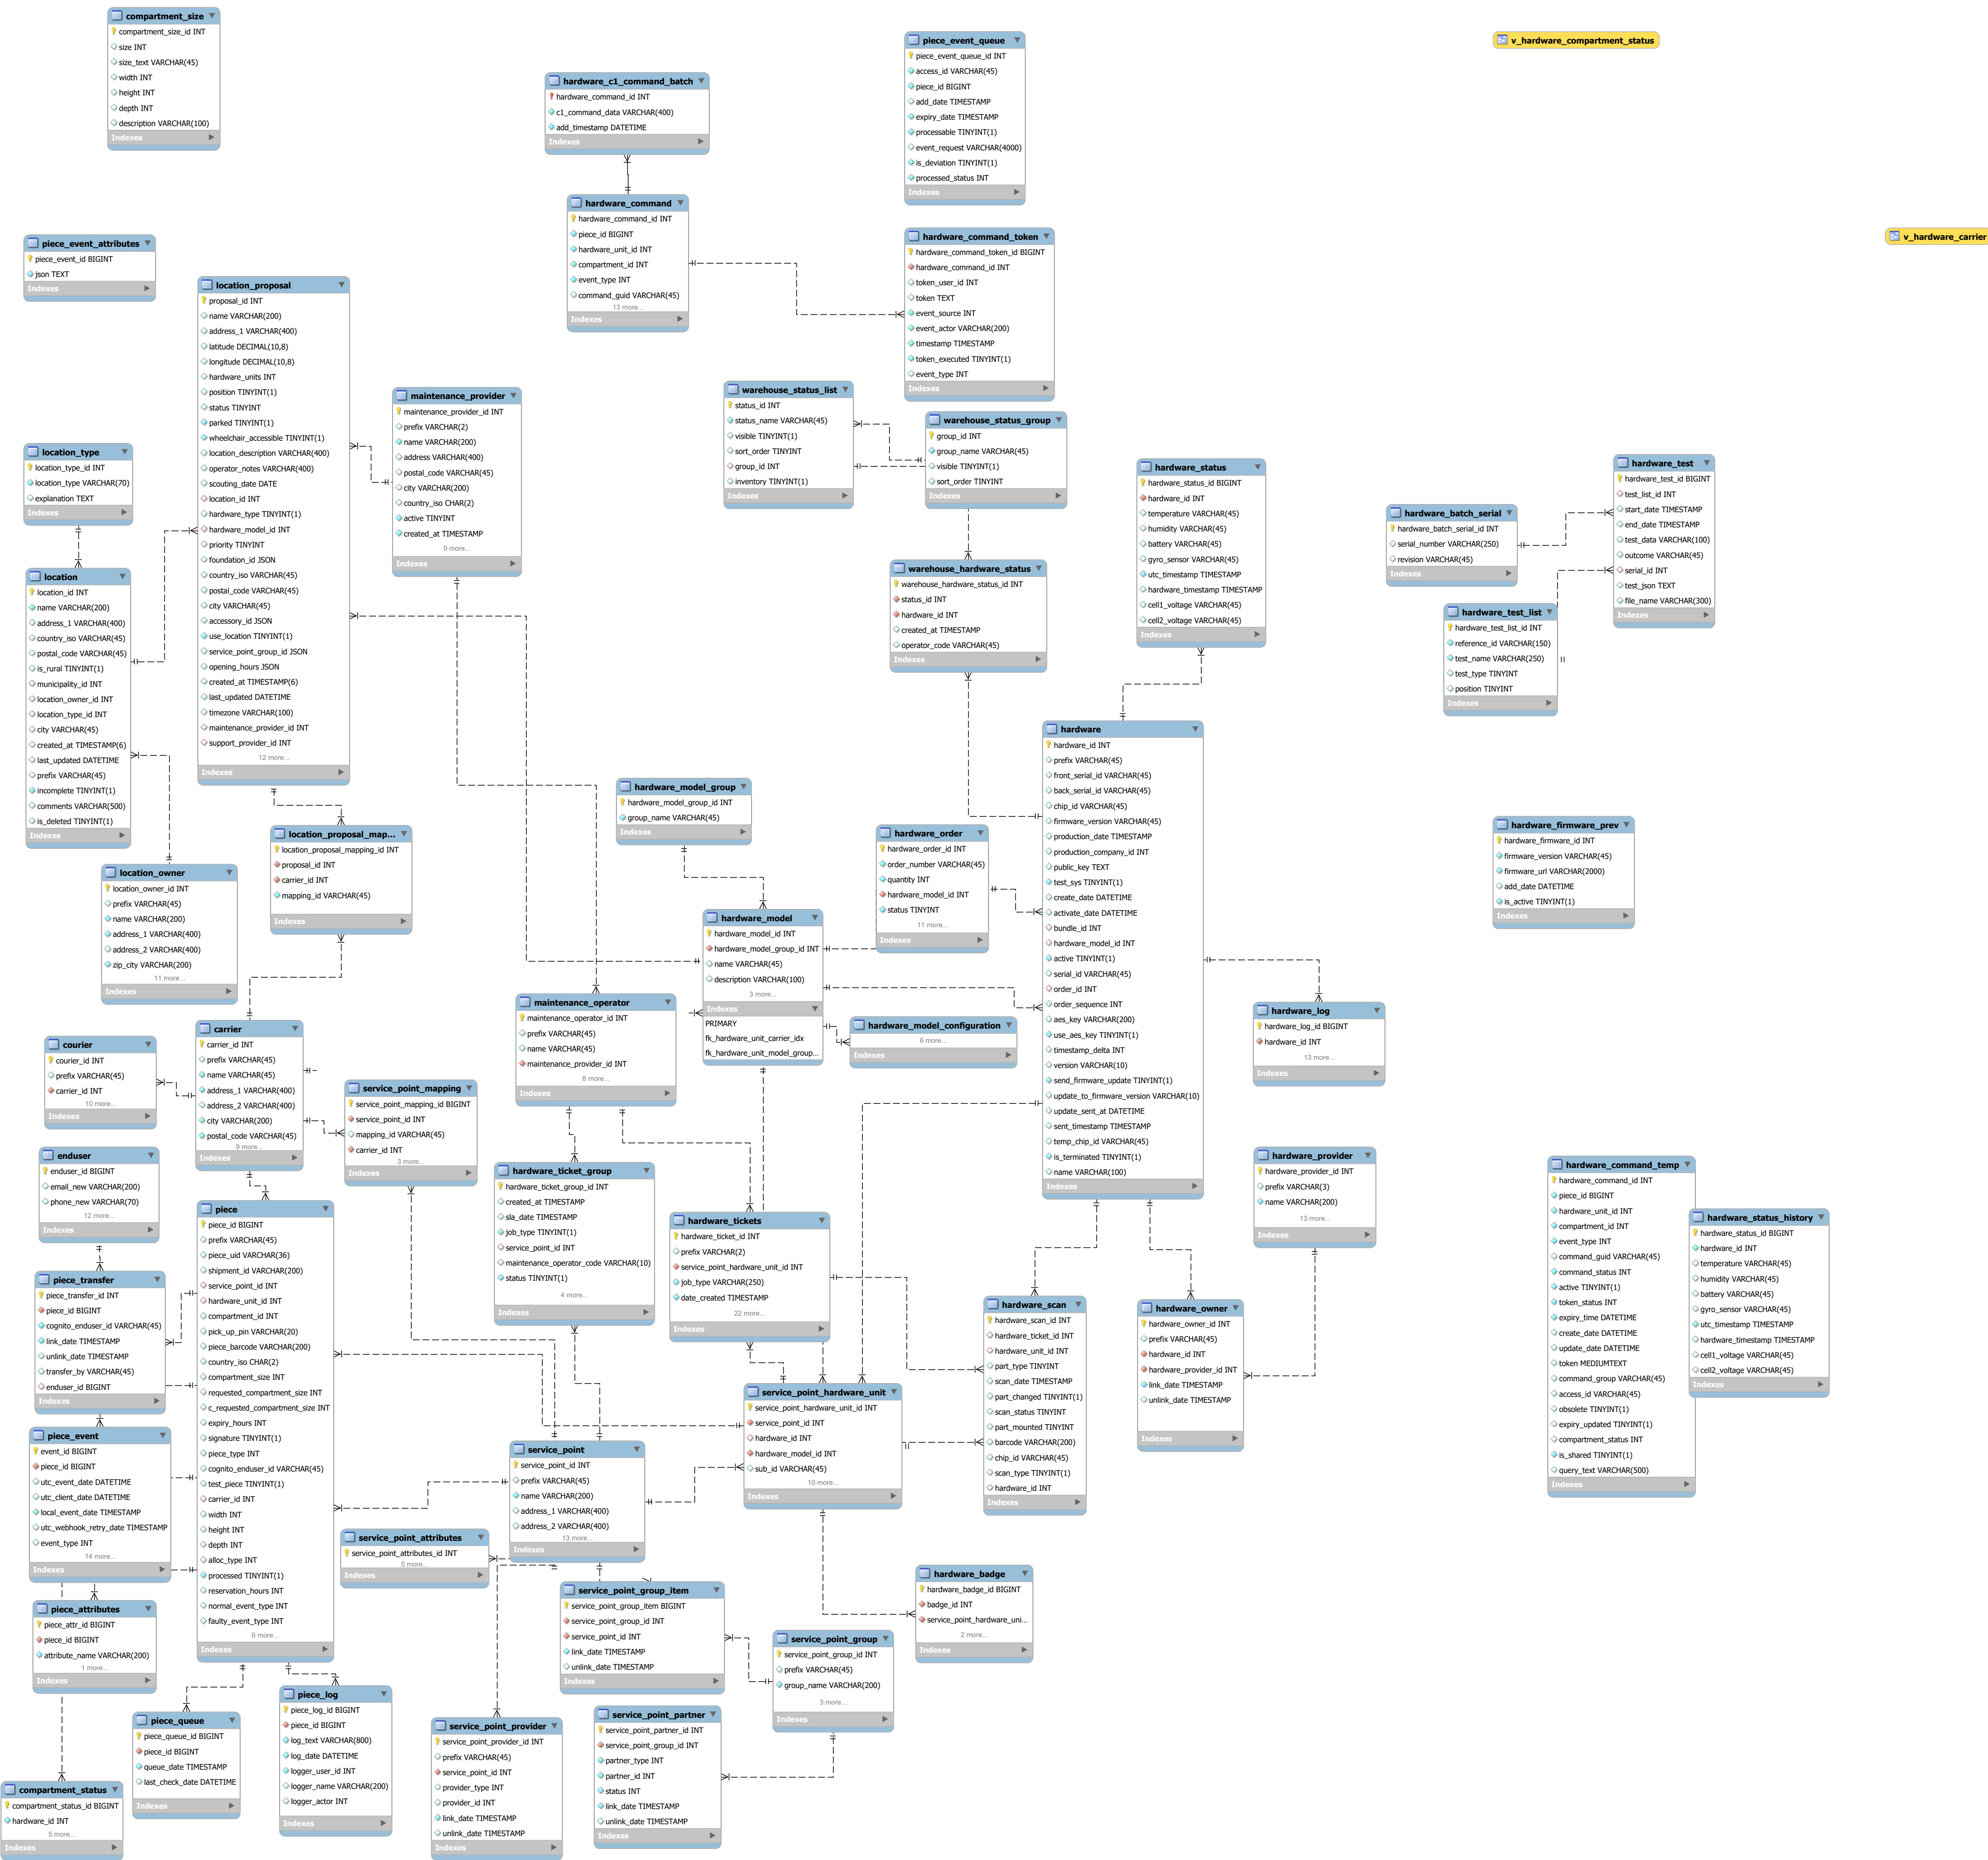 compartment_size
compartment_size_id INT
size INT
size_text VARCHAR(45)
width INT
height INT
depth INT
description VARCHAR(100)
Indexes
piece_event_queue
piece_event_queue_id INT
access_id VARCHAR(45)
piece_id BIGINT
add_date TIMESTAMP
expiry_date TIMESTAMP
processable TINYINT(1)
event_request VARCHAR(4000)
is_deviation TINYINT(1)
processed_status INT
Indexes
v_hardware_compartment_status
hardware_c1_command_batch
hardware_command_id INT
c1_command_data VARCHAR(400)
add_timestamp DATETIME
Indexes
hardware_command
hardware_command_id INT
piece_id BIGINT
hardware_unit_id INT
compartment_id INT
event_type INT
command_guid VARCHAR(45)
13 more...
Indexes
hardware_command_token
hardware_command_token_id BIGINT
hardware_command_id INT
token_user_id INT
token TEXT
event_source INT
event_actor VARCHAR(200)
timestamp TIMESTAMP
token_executed TINYINT(1)
event_type INT
Indexes
v_hardware_carrier
piece_event_attributes
piece_event_id BIGINT
json TEXT
Indexes
location_proposal
proposal_id INT
name VARCHAR(200)
address_1 VARCHAR(400)
latitude DECIMAL(10,8)
longitude DECIMAL(10,8)
hardware_units INT
position TINYINT(1)
status TINYINT
parked TINYINT(1)
wheelchair_accessible TINYINT(1)
location_description VARCHAR(400)
operator_notes VARCHAR(400)
scouting_date DATE
location_id INT
hardware_type TINYINT(1)
hardware_model_id INT
priority TINYINT
foundation_id JSON
country_iso VARCHAR(45)
postal_code VARCHAR(45)
city VARCHAR(45)
accessory_id JSON
use_location TINYINT(1)
service_point_group_id JSON
opening_hours JSON
created_at TIMESTAMP(6)
last_updated DATETIME
timezone VARCHAR(100)
maintenance_provider_id INT
support_provider_id INT
12 more...
Indexes
maintenance_provider
maintenance_provider_id INT
prefix VARCHAR(2)
name VARCHAR(200)
address VARCHAR(400)
postal_code VARCHAR(45)
city VARCHAR(200)
country_iso CHAR(2)
active TINYINT
created_at TIMESTAMP
9 more...
Indexes
warehouse_status_list
status_id INT
status_name VARCHAR(45)
visible TINYINT(1)
sort_order TINYINT
group_id INT
inventory TINYINT(1)
Indexes
warehouse_status_group
group_id INT
group_name VARCHAR(45)
visible TINYINT(1)
sort_order TINYINT
Indexes
location_type
location_type_id INT
location_type VARCHAR(70)
explanation TEXT
Indexes
location
location_id INT
name VARCHAR(200)
address_1 VARCHAR(400)
country_iso VARCHAR(45)
postal_code VARCHAR(45)
is_rural TINYINT(1)
municipality_id INT
location_owner_id INT
location_type_id INT
city VARCHAR(45)
created_at TIMESTAMP(6)
last_updated DATETIME
prefix VARCHAR(45)
incomplete TINYINT(1)
comments VARCHAR(500)
is_deleted TINYINT(1)
Indexes
hardware_status
hardware_status_id BIGINT
hardware_id INT
temperature VARCHAR(45)
humidity VARCHAR(45)
battery VARCHAR(45)
gyro_sensor VARCHAR(45)
utc_timestamp TIMESTAMP
hardware_timestamp TIMESTAMP
cell1_voltage VARCHAR(45)
cell2_voltage VARCHAR(45)
Indexes
hardware_test
hardware_test_id BIGINT
test_list_id INT
start_date TIMESTAMP
end_date TIMESTAMP
test_data VARCHAR(100)
outcome VARCHAR(45)
serial_id INT
test_json TEXT
file_name VARCHAR(300)
Indexes
hardware_batch_serial
hardware_batch_serial_id INT
serial_number VARCHAR(250)
revision VARCHAR(45)
Indexes
hardware_test_list
hardware_test_list_id INT
reference_id VARCHAR(150)
test_name VARCHAR(250)
test_type TINYINT
position TINYINT
Indexes
warehouse_hardware_status
warehouse_hardware_status_id INT
status_id INT
hardware_id INT
created_at TIMESTAMP
operator_code VARCHAR(45)
Indexes
hardware
hardware_id INT
prefix VARCHAR(45)
front_serial_id VARCHAR(45)
back_serial_id VARCHAR(45)
chip_id VARCHAR(45)
firmware_version VARCHAR(45)
production_date TIMESTAMP
production_company_id INT
public_key TEXT
test_sys TINYINT(1)
create_date DATETIME
activate_date DATETIME
bundle_id INT
hardware_model_id INT
active TINYINT(1)
serial_id VARCHAR(45)
order_id INT
order_sequence INT
aes_key VARCHAR(200)
use_aes_key TINYINT(1)
timestamp_delta INT
version VARCHAR(10)
send_firmware_update TINYINT(1)
update_to_firmware_version VARCHAR(10)
update_sent_at DATETIME
sent_timestamp TIMESTAMP
temp_chip_id VARCHAR(45)
is_terminated TINYINT(1)
name VARCHAR(100)
Indexes
hardware_model_group
hardware_model_group_id INT
group_name VARCHAR(45)
Indexes
hardware_order
hardware_order_id INT
order_number VARCHAR(45)
quantity INT
hardware_model_id INT
status TINYINT
11 more...
Indexes
hardware_firmware_prev
hardware_firmware_id INT
firmware_version VARCHAR(45)
firmware_url VARCHAR(2000)
add_date DATETIME
is_active TINYINT(1)
Indexes
location_proposal_map...
location_proposal_mapping_id INT
proposal_id INT
carrier_id INT
mapping_id VARCHAR(45)
Indexes
location_owner
location_owner_id INT
prefix VARCHAR(45)
name VARCHAR(200)
address_1 VARCHAR(400)
address_2 VARCHAR(400)
zip_city VARCHAR(200)
11 more...
Indexes
hardware_model
hardware_model_id INT
hardware_model_group_id INT
name VARCHAR(45)
description VARCHAR(100)
3 more...
Indexes
PRIMARY
fk_hardware_unit_carrier_idx
fk_hardware_unit_model_group...
hardware_model_configuration
6 more...
Indexes
maintenance_operator
maintenance_operator_id INT
prefix VARCHAR(45)
name VARCHAR(45)
maintenance_provider_id INT
8 more...
Indexes
hardware_log
hardware_log_id BIGINT
hardware_id INT
13 more...
Indexes
carrier
carrier_id INT
prefix VARCHAR(45)
name VARCHAR(45)
address_1 VARCHAR(400)
address_2 VARCHAR(400)
city VARCHAR(200)
postal_code VARCHAR(45)
9 more...
Indexes
courier
courier_id INT
prefix VARCHAR(45)
carrier_id INT
10 more...
Indexes
service_point_mapping
service_point_mapping_id BIGINT
service_point_id INT
mapping_id VARCHAR(45)
carrier_id INT
3 more...
Indexes
enduser
enduser_id BIGINT
email_new VARCHAR(200)
phone_new VARCHAR(70)
12 more...
Indexes
hardware_ticket_group
hardware_ticket_group_id INT
created_at TIMESTAMP
sla_date TIMESTAMP
job_type TINYINT(1)
service_point_id INT
maintenance_operator_code VARCHAR(10)
status TINYINT(1)
4 more...
Indexes
hardware_tickets
hardware_ticket_id INT
prefix VARCHAR(2)
service_point_hardware_unit_id INT
job_type VARCHAR(250)
date_created TIMESTAMP
22 more...
Indexes
hardware_provider
hardware_provider_id INT
prefix VARCHAR(3)
name VARCHAR(200)
13 more...
Indexes
hardware_command_temp
hardware_command_id INT
piece_id BIGINT
hardware_unit_id INT
compartment_id INT
event_type INT
command_guid VARCHAR(45)
command_status INT
active TINYINT(1)
token_status INT
expiry_time DATETIME
create_date DATETIME
update_date DATETIME
token MEDIUMTEXT
command_group VARCHAR(45)
access_id VARCHAR(45)
obsolete TINYINT(1)
expiry_updated TINYINT(1)
compartment_status INT
is_shared TINYINT(1)
query_text VARCHAR(500)
Indexes
hardware_status_history
hardware_status_id BIGINT
hardware_id INT
temperature VARCHAR(45)
humidity VARCHAR(45)
battery VARCHAR(45)
gyro_sensor VARCHAR(45)
utc_timestamp TIMESTAMP
hardware_timestamp TIMESTAMP
cell1_voltage VARCHAR(45)
cell2_voltage VARCHAR(45)
Indexes
piece
piece_id BIGINT
prefix VARCHAR(45)
piece_uid VARCHAR(36)
shipment_id VARCHAR(200)
service_point_id INT
hardware_unit_id INT
compartment_id INT
pick_up_pin VARCHAR(20)
piece_barcode VARCHAR(200)
country_iso CHAR(2)
compartment_size INT
requested_compartment_size INT
c_requested_compartment_size INT
expiry_hours INT
signature TINYINT(1)
piece_type INT
cognito_enduser_id VARCHAR(45)
test_piece TINYINT(1)
carrier_id INT
width INT
height INT
depth INT
alloc_type INT
processed TINYINT(1)
reservation_hours INT
normal_event_type INT
faulty_event_type INT
6 more...
Indexes
piece_transfer
piece_transfer_id INT
piece_id BIGINT
cognito_enduser_id VARCHAR(45)
link_date TIMESTAMP
unlink_date TIMESTAMP
transfer_by VARCHAR(45)
enduser_id BIGINT
Indexes
hardware_scan
hardware_scan_id INT
hardware_ticket_id INT
hardware_unit_id INT
part_type TINYINT
scan_date TIMESTAMP
part_changed TINYINT(1)
scan_status TINYINT
part_mounted TINYINT
barcode VARCHAR(200)
chip_id VARCHAR(45)
scan_type TINYINT(1)
hardware_id INT
Indexes
hardware_owner
hardware_owner_id INT
prefix VARCHAR(45)
hardware_id INT
hardware_provider_id INT
link_date TIMESTAMP
unlink_date TIMESTAMP
Indexes
service_point_hardware_unit
service_point_hardware_unit_id INT
service_point_id INT
hardware_id INT
hardware_model_id INT
sub_id VARCHAR(45)
10 more...
Indexes
piece_event
event_id BIGINT
piece_id BIGINT
utc_event_date DATETIME
utc_client_date DATETIME
local_event_date TIMESTAMP
utc_webhook_retry_date TIMESTAMP
event_type INT
14 more...
Indexes
service_point
service_point_id INT
prefix VARCHAR(45)
name VARCHAR(200)
address_1 VARCHAR(400)
address_2 VARCHAR(400)
13 more...
Indexes
service_point_attributes
service_point_attributes_id INT
5 more...
Indexes
service_point_group_item
service_point_group_item BIGINT
service_point_group_id INT
service_point_id INT
link_date TIMESTAMP
unlink_date TIMESTAMP
Indexes
hardware_badge
hardware_badge_id BIGINT
badge_id INT
service_point_hardware_uni...
2 more...
Indexes
piece_attributes
piece_attr_id BIGINT
piece_id BIGINT
attribute_name VARCHAR(200)
1 more...
Indexes
service_point_group
service_point_group_id INT
prefix VARCHAR(45)
group_name VARCHAR(200)
3 more...
Indexes
piece_log
piece_log_id BIGINT
piece_id BIGINT
log_text VARCHAR(800)
log_date DATETIME
logger_user_id INT
logger_name VARCHAR(200)
logger_actor INT
Indexes
piece_queue
piece_queue_id BIGINT
piece_id BIGINT
queue_date TIMESTAMP
last_check_date DATETIME
Indexes
service_point_provider
service_point_provider_id INT
prefix VARCHAR(45)
service_point_id INT
provider_type INT
provider_id INT
link_date TIMESTAMP
unlink_date TIMESTAMP
Indexes
service_point_partner
service_point_partner_id INT
service_point_group_id INT
partner_type INT
partner_id INT
status INT
link_date TIMESTAMP
unlink_date TIMESTAMP
Indexes
compartment_status
compartment_status_id BIGINT
hardware_id INT
5 more...
Indexes